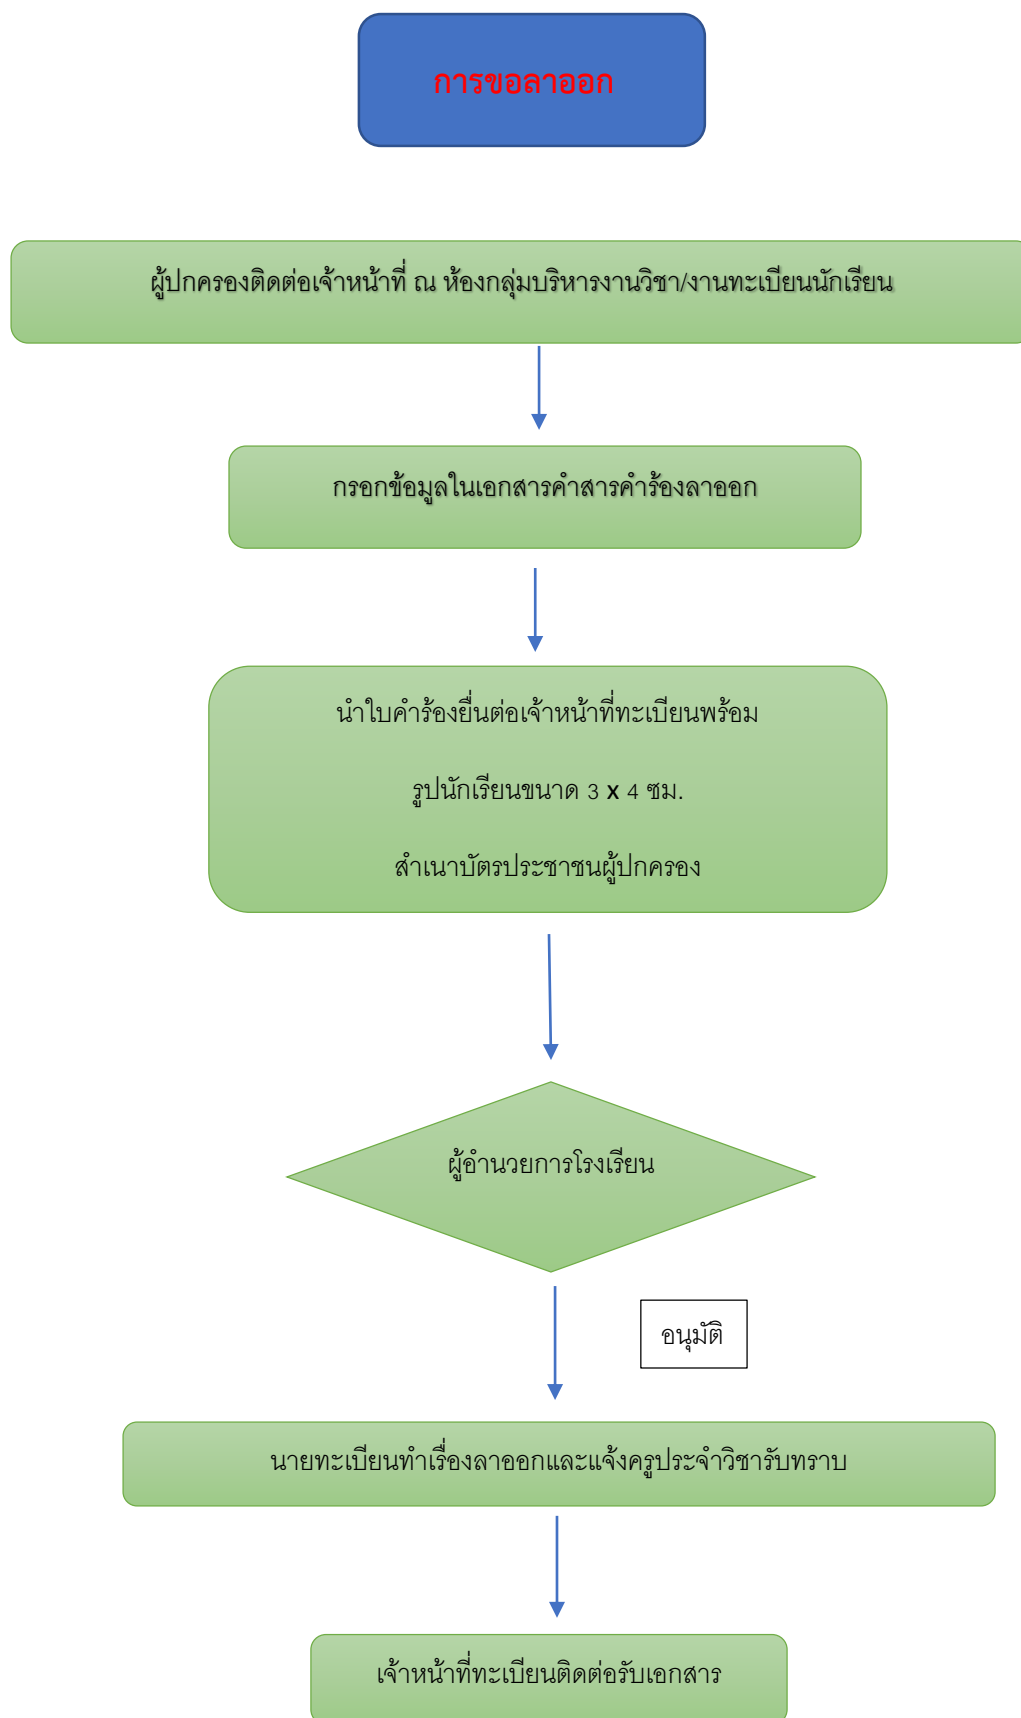 การขอลาออก
ผู้ปกครองติดต่อเจ้าหน้าที่ ณ ห้องกลุ่มบริหารงานวิชา/งานทะเบียนนักเรียน
กรอกข้อมูลในเอกสารคำสารคำร้องลาออก
นำใบคำร้องยื่นต่อเจ้าหน้าที่ทะเบียนพร้อม
รูปนักเรียนขนาด 3 x 4 ซม.
สำเนาบัตรประชาชนผู้ปกครอง
ผู้อำนวยการโรงเรียน
อนุมัติ
นายทะเบียนทำเรื่องลาออกและแจ้งครูประจำวิชารับทราบ
เจ้าหน้าที่ทะเบียนติดต่อรับเอกสาร